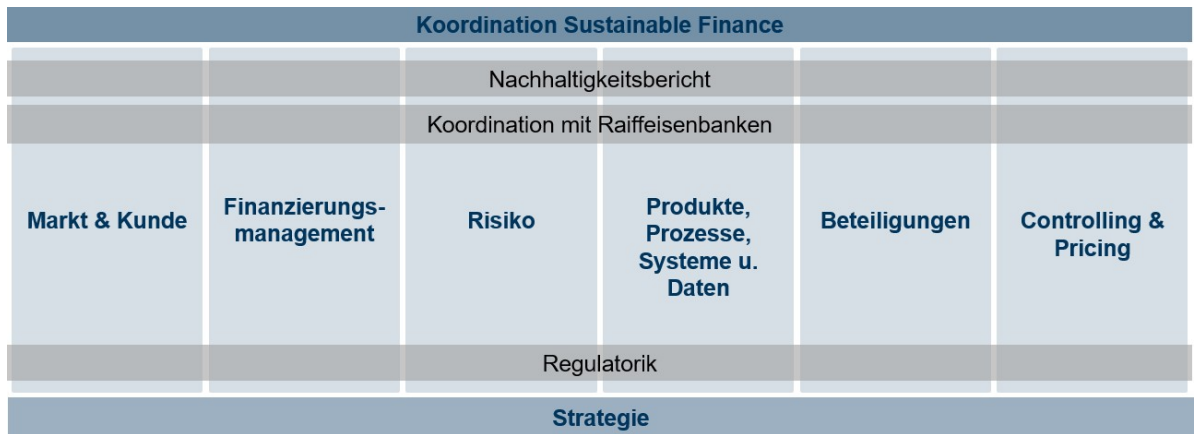 Koordination Sustainable Finance
Nachhaltigkeitsbericht
Koordination mit Raiffeisenbanken
Markt & Kunde
Finanzierungs-
management
Risiko
Produkte,
Prozesse,
Systeme u.
Daten
Beteiligungen
Controlling &
Pricing
Regulatorik
Strategie